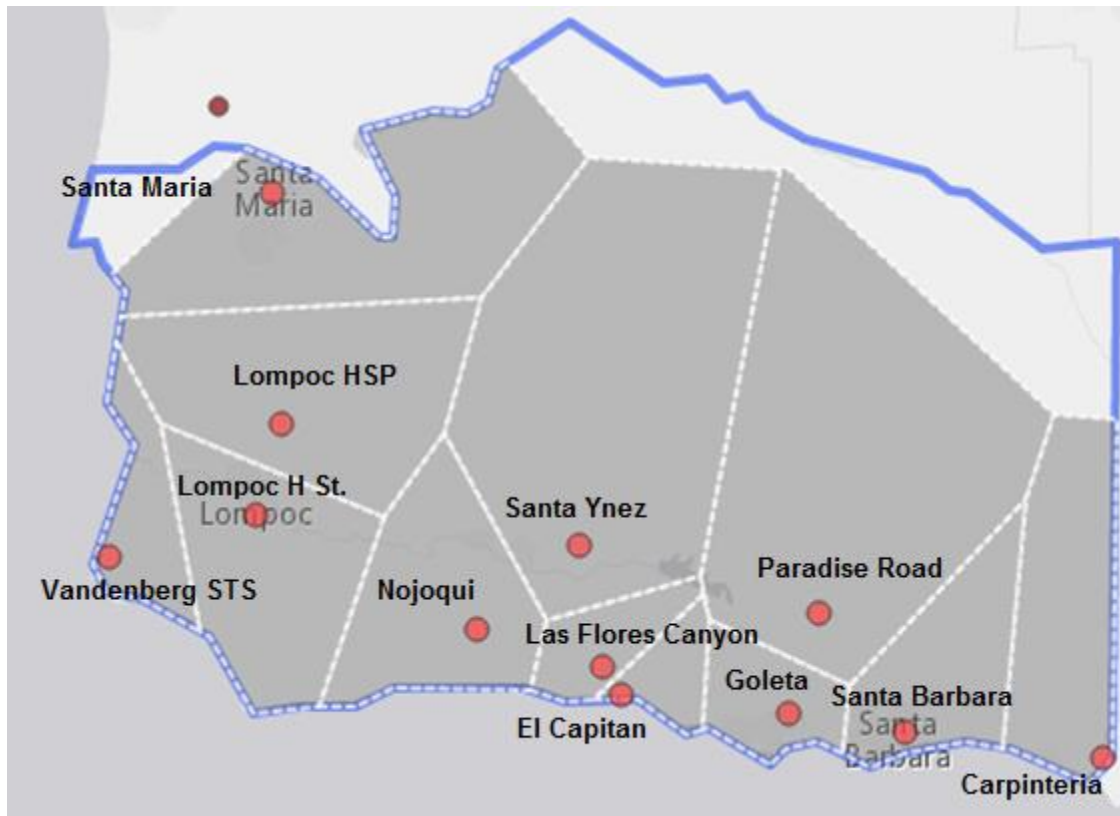 Santa Maria
Santa
Maria
Lompoc HSP
Lompoc H St.
Lompoc
Santa Ynez
Vandenberg STS
Nojoqui
Paradise Road
Las Flores Canyon
Goleta
Santa Barbara
El Capitan
Santa
Barbara
Carpinteria